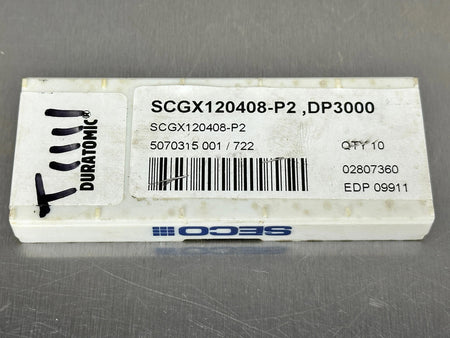 SCGX120408-P2 ,DP3000
SCGX120408-P2
5070315 001 / 722
QTY 10
02807360
EDP 09911
DURATOMIC®
SECO